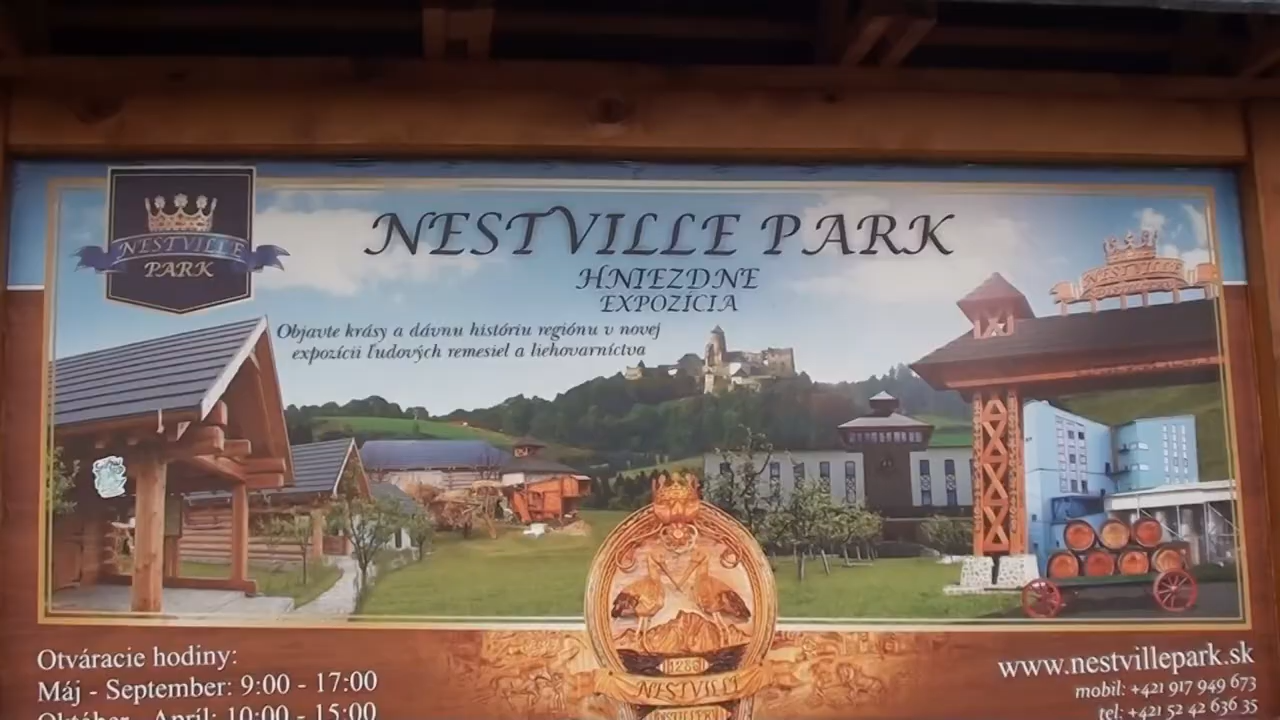 NESTVILLE
PARK
NESTVILLE PARK
HNIEZDNE
EXPOZÍCIA
Objavte krásy a dávnu históriu regiónu v novej
expozícii ľudových remesiel a liehovarníctva
NESTVILLE
1286
NESTVILLE
Otváracie hodiny:
Máj - September: 9:00 - 17:00
Október - Apríl: 10:00 - 15:00
www.nestvillepark.sk
mobil: +421 917 949 673
tel: +421 52 42 636 35